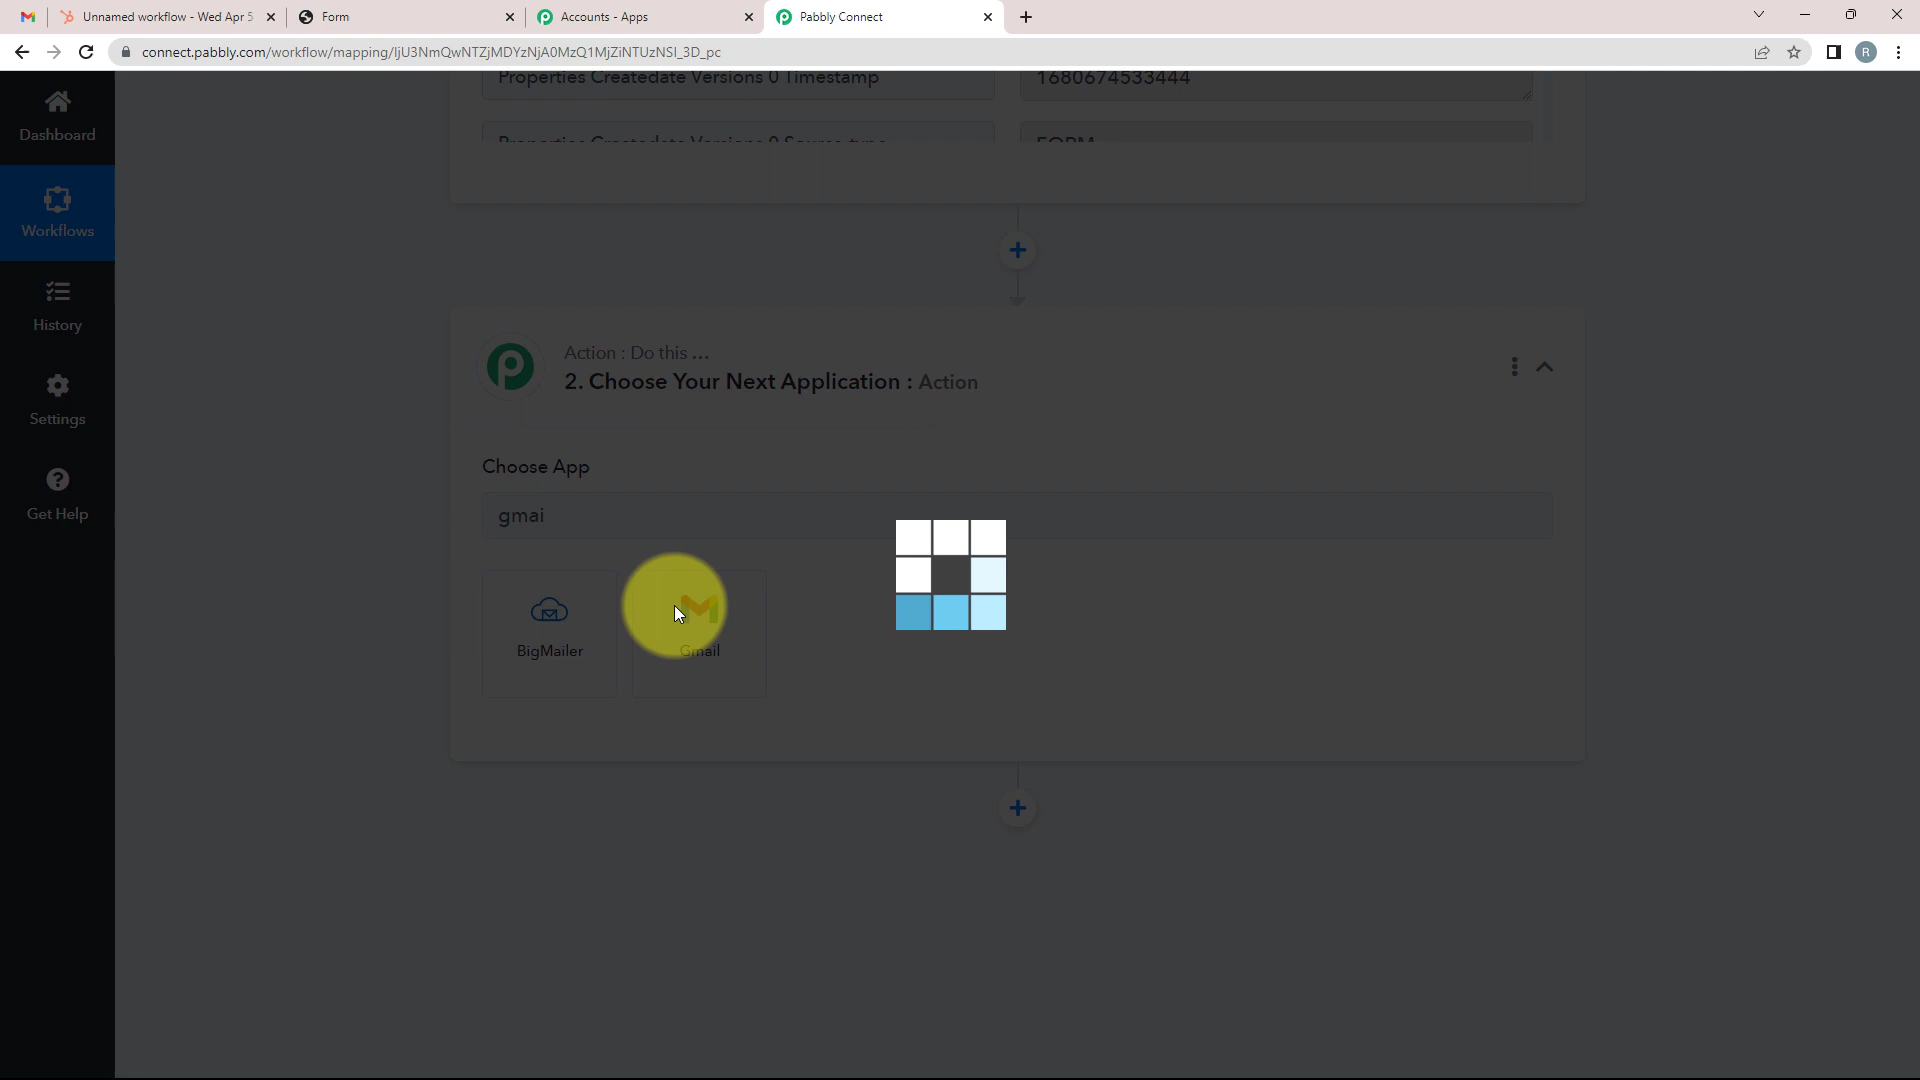 Unnamed workflow - Wed Apr 5
Form
Accounts - Apps
Pabbly Connect
connect.pabbly.com/workflow/mapping/IjU3NmQwNTZjMDYzNjA0MzQ1MjZiNTUzNSI_3D_pc
R
Dashboard
Workflows
History
Settings
Get Help
Properties Createdate Versions 0 Timestamp
1680674533444
Properties Createdate Versions 0 Source-type
FORM
Action : Do this ...
2. Choose Your Next Application : Action
Choose App
gmai
BigMailer
Gmail